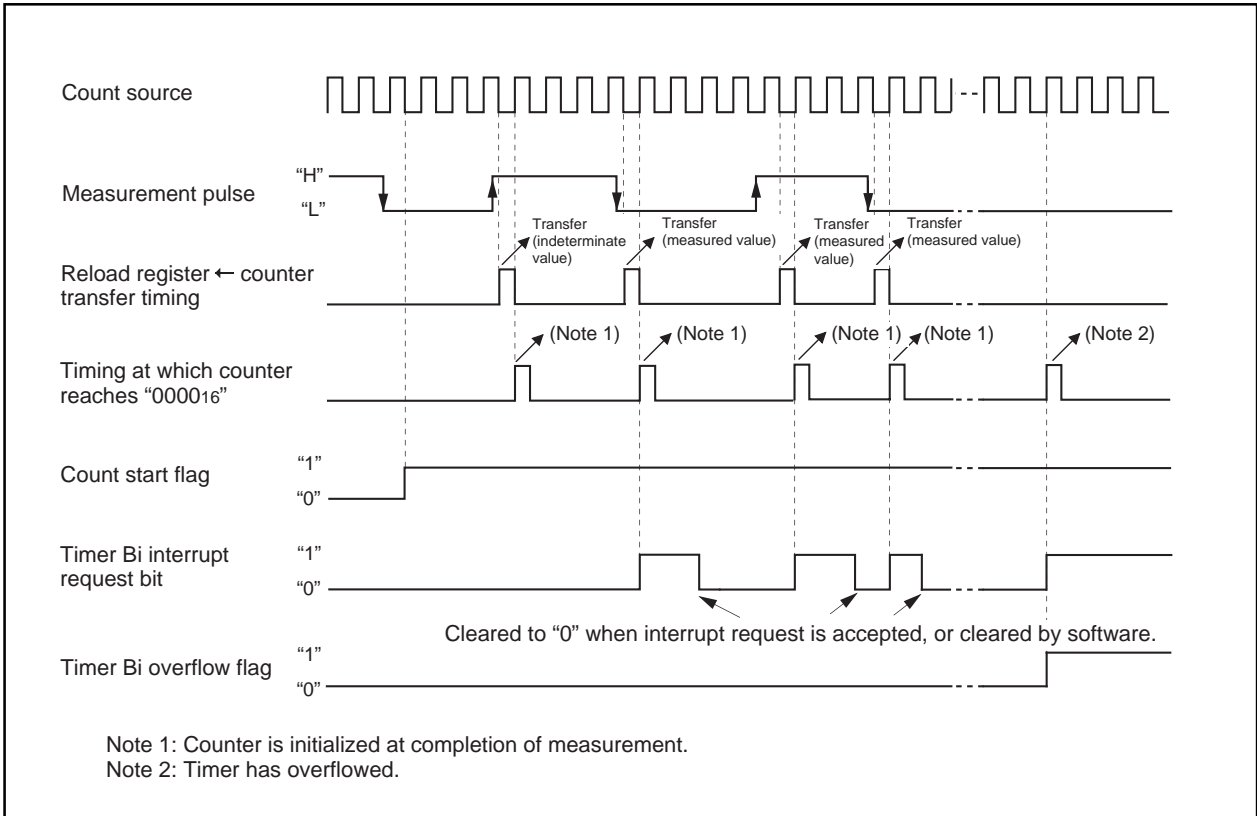 Count source
Measurement pulse
“H”
“L”
Transfer
(indeterminate
value)
Transfer
(measured value)
Transfer
(measured
value)
Transfer
(measured value)
Reload register ← counter
transfer timing
(Note 1)
(Note 1)
(Note 1)
(Note 1)
(Note 2)
Timing at which counter
reaches “000016”
Count start flag
“1”
“0”
Timer Bi interrupt
request bit
“1”
“0”
Cleared to “0” when interrupt request is accepted, or cleared by software.
Timer Bi overflow flag
“1”
“0”
Note 1: Counter is initialized at completion of measurement.
Note 2: Timer has overflowed.